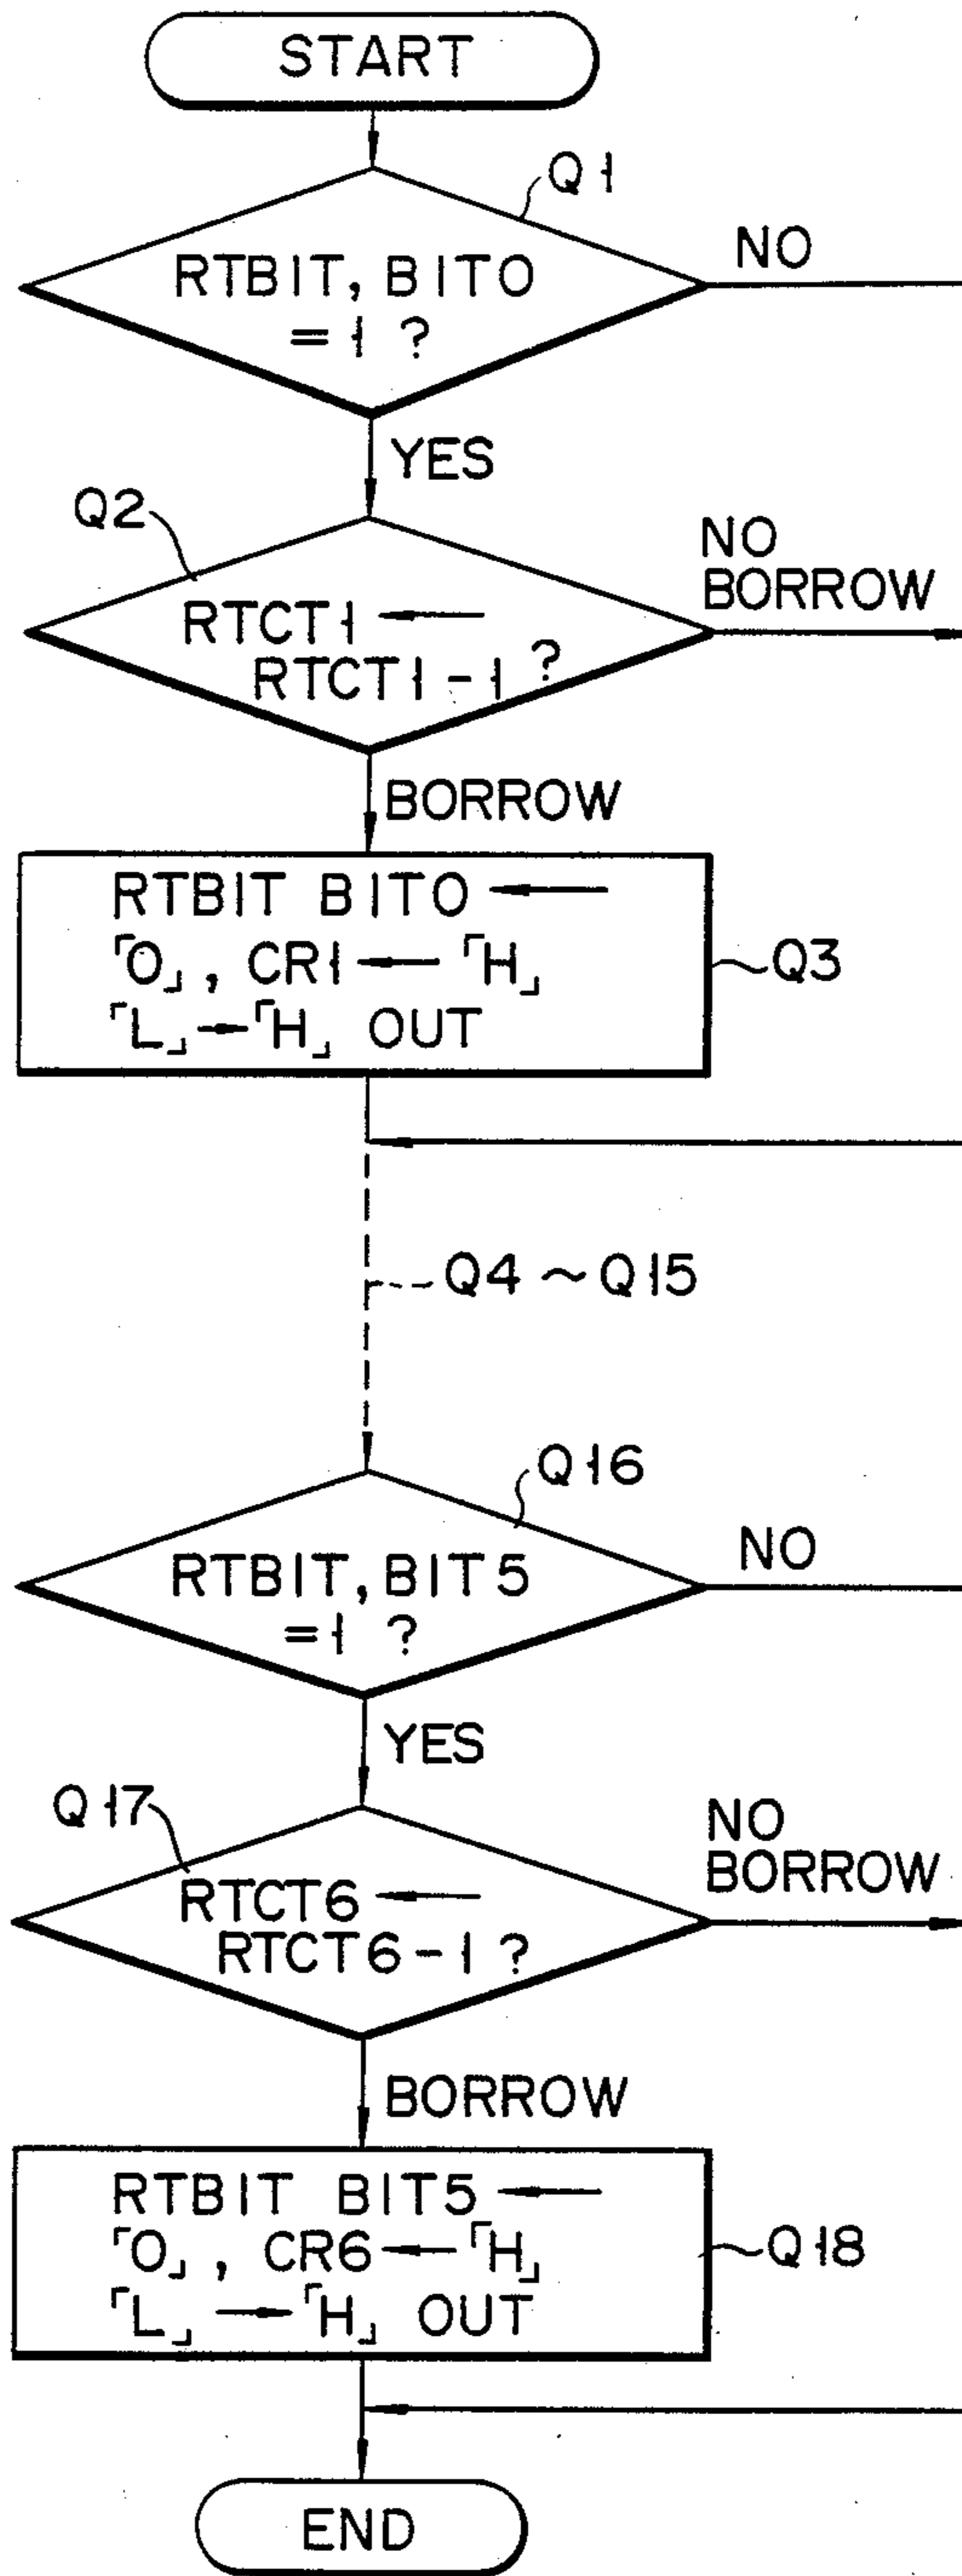 START
Q1
RTBIT, BIT0
=1 ?
NO
YES
Q2
RTCT1 ←
RTCT1-1 ?
NO
BORROW
BORROW
RTBIT BIT0 ←
「0」, CR1 ← 「H」
「L」→「H」 OUT
Q3
Q4 ~ Q15
Q16
RTBIT, BIT5
=1 ?
NO
YES
Q17
RTCT6 ←
RTCT6-1 ?
NO
BORROW
BORROW
RTBIT BIT5 ←
「0」, CR6 ← 「H」
「L」 → 「H」 OUT
Q18
END